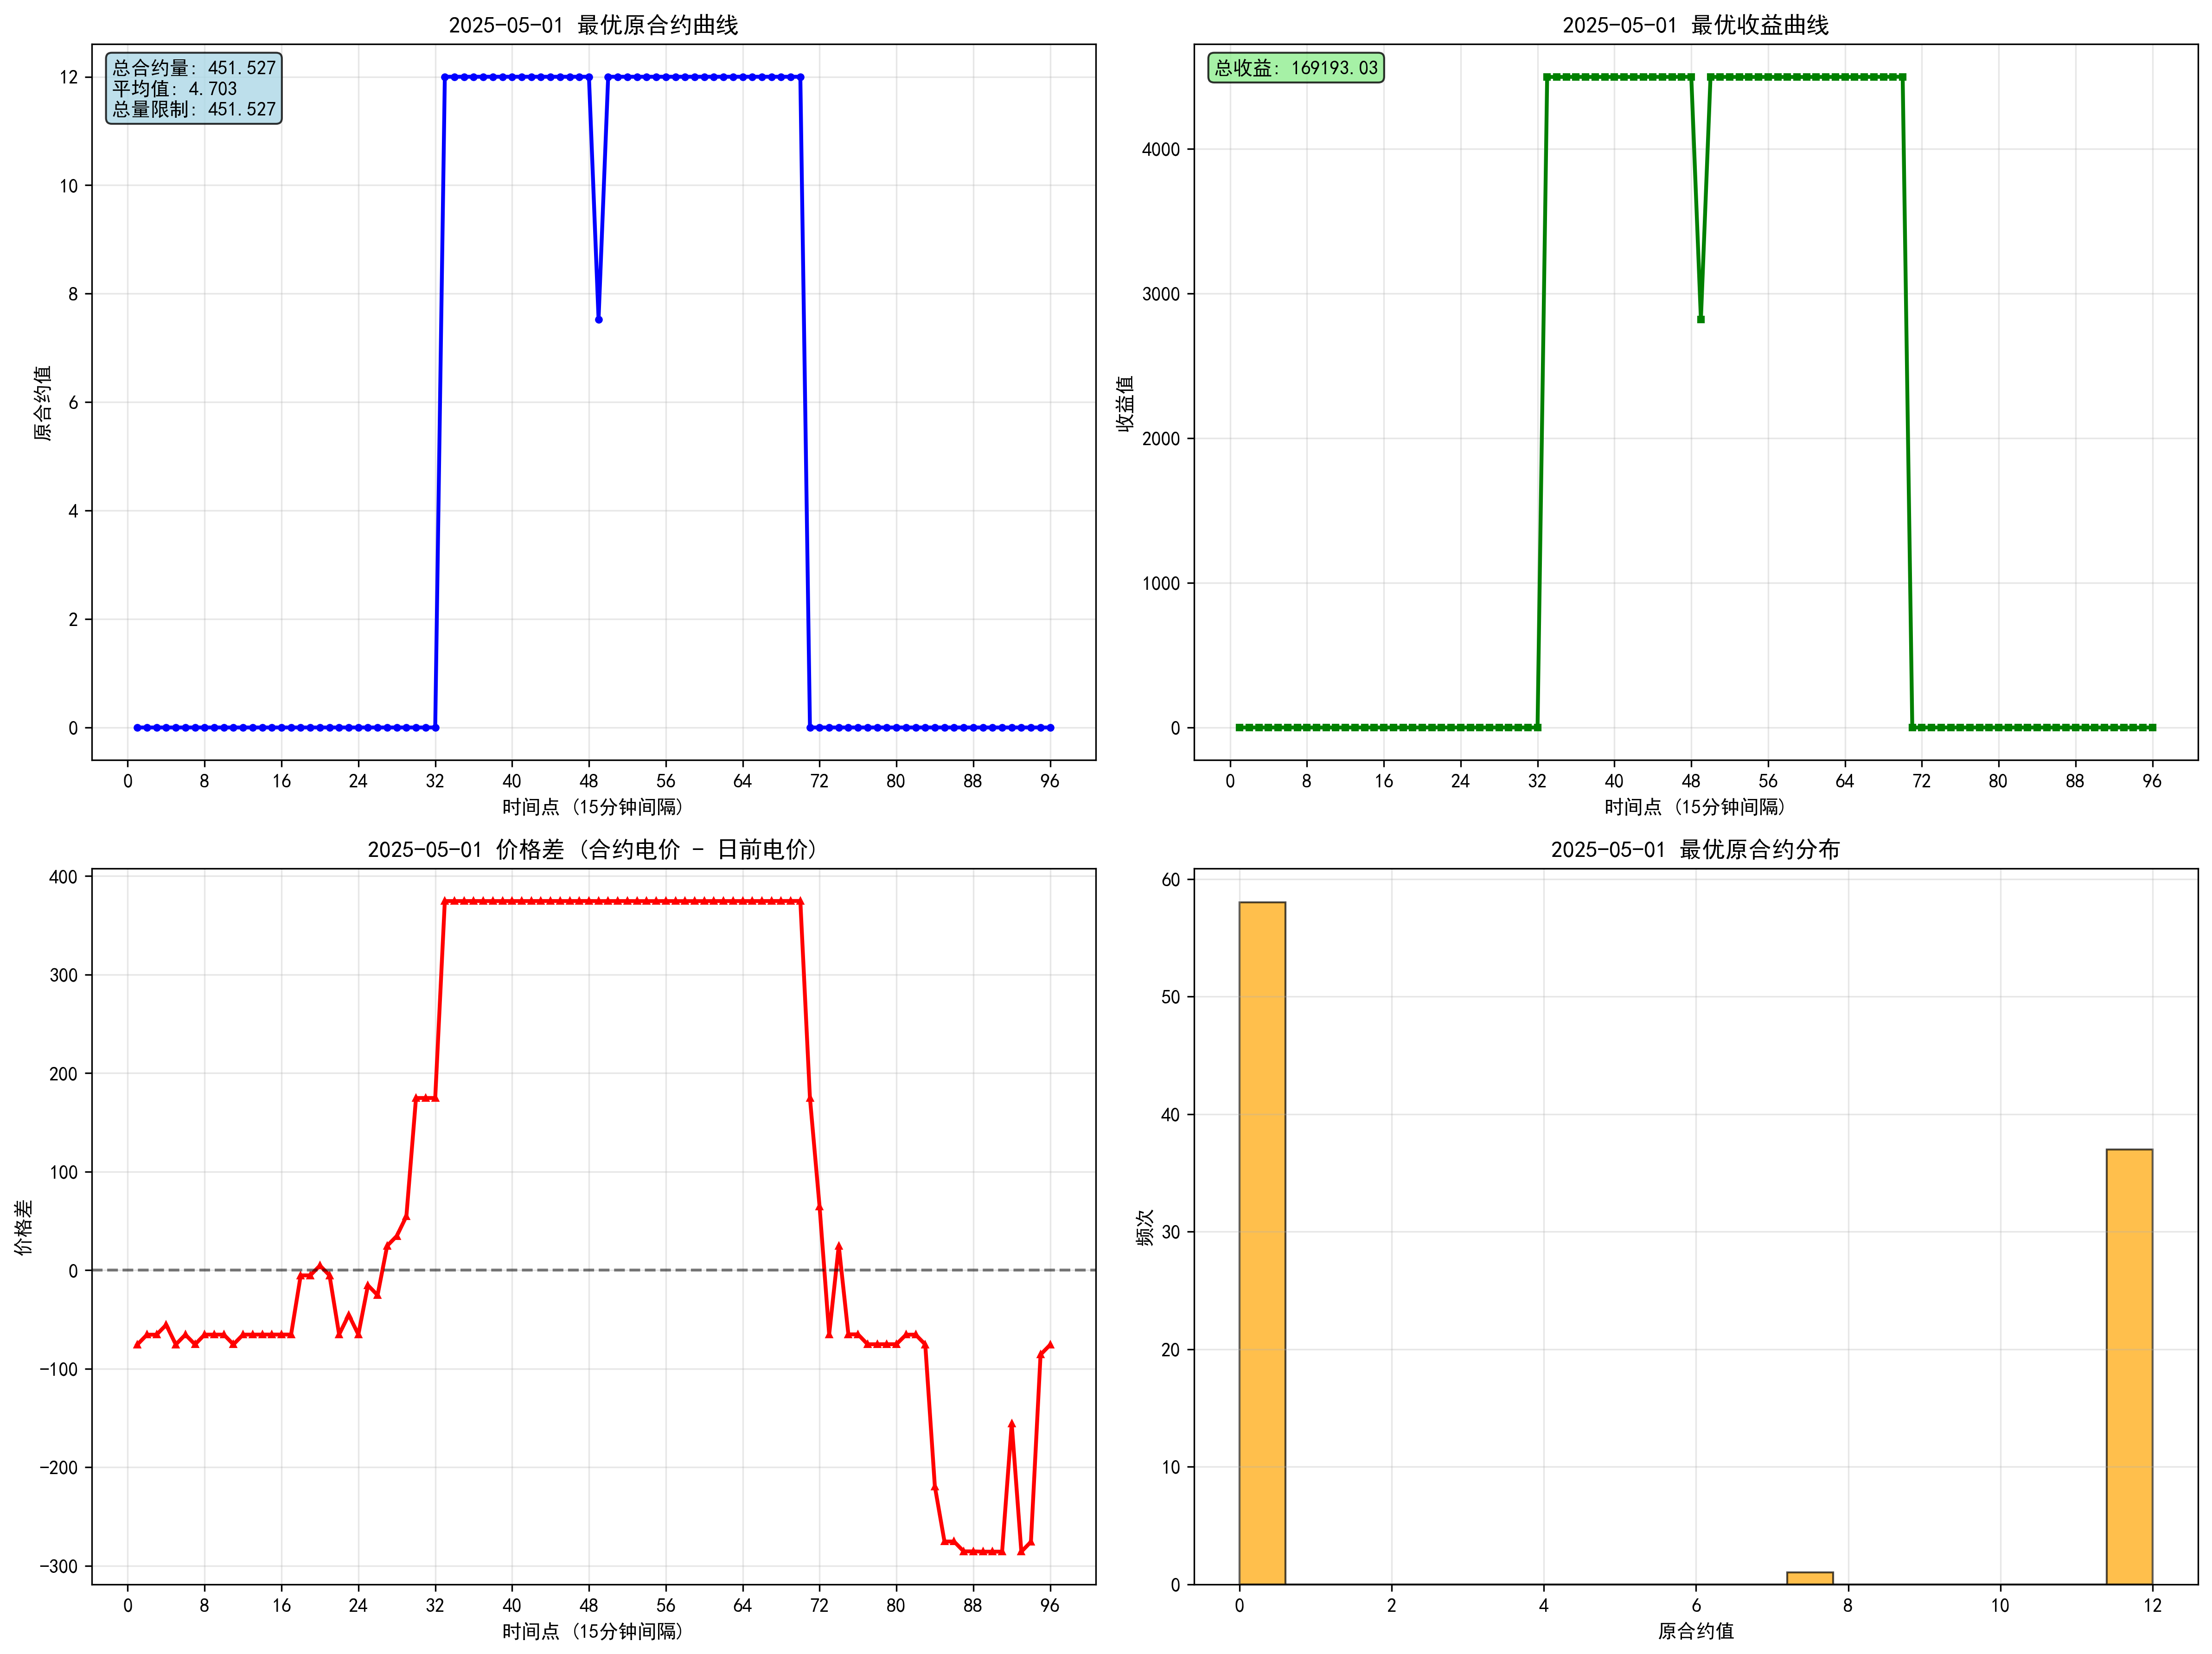 2025-05-01 最优原合约曲线
总合约量: 451.527
平均值: 4.703
总量限制: 451.527
原合约值
12
10
8
6
4
2
0
0 8 16 24 32 40 48 56 64 72 80 88 96
时间点 (15分钟间隔)
2025-05-01 最优收益曲线
总收益: 169193.03
收益值
4000
3000
2000
1000
0
0 8 16 24 32 40 48 56 64 72 80 88 96
时间点 (15分钟间隔)
2025-05-01 价格差 (合约电价 - 日前电价)
价格差
400
300
200
100
0
-100
-200
-300
0 8 16 24 32 40 48 56 64 72 80 88 96
时间点 (15分钟间隔)
2025-05-01 最优原合约分布
频次
60
50
40
30
20
10
0
0 2 4 6 8 10 12
原合约值